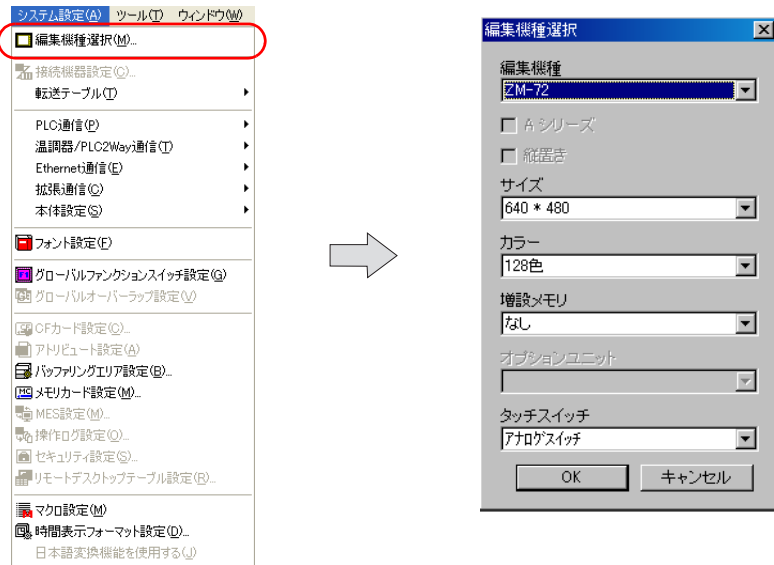 システム設定(A) ツール(T) ウィンドウ(W)
編集機種選択(M)...
接続機器設定(C)...
転送テーブル(T)
PLC通信(P)
温調器/PLC2Way通信(T)
Ethernet通信(E)
拡張通信(C)
本体設定(S)
フォント設定(F)
グローバルファンクションスイッチ設定(G)
グローバルオーバーラップ設定(V)
CFカード設定(C)...
アトリビュート設定(A)
バッファリングエリア設定(B)...
メモリカード設定(M)...
MES設定(M)...
操作ログ設定(O)...
セキュリティ設定(S)...
リモートデスクトップテーブル設定(R)...
マクロ設定(M)
時間表示フォーマット設定(D)...
日本語変換機能を使用する(J)
編集機種選択
編集機種
ZM-72
Aシリーズ
縦置き
サイズ
640 * 480
カラー
128色
増設メモリ
なし
オプションユニット
タッチスイッチ
アナログスイッチ
OK キャンセル